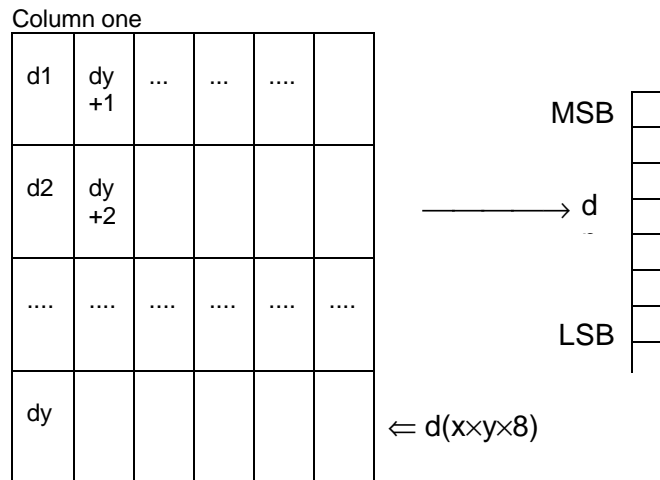 Column one
d1 dy +1 ... ... ....
MSB
d2 dy +2
d
.... .... .... .... .... ....
LSB
dy
⇐ d(x×y×8)